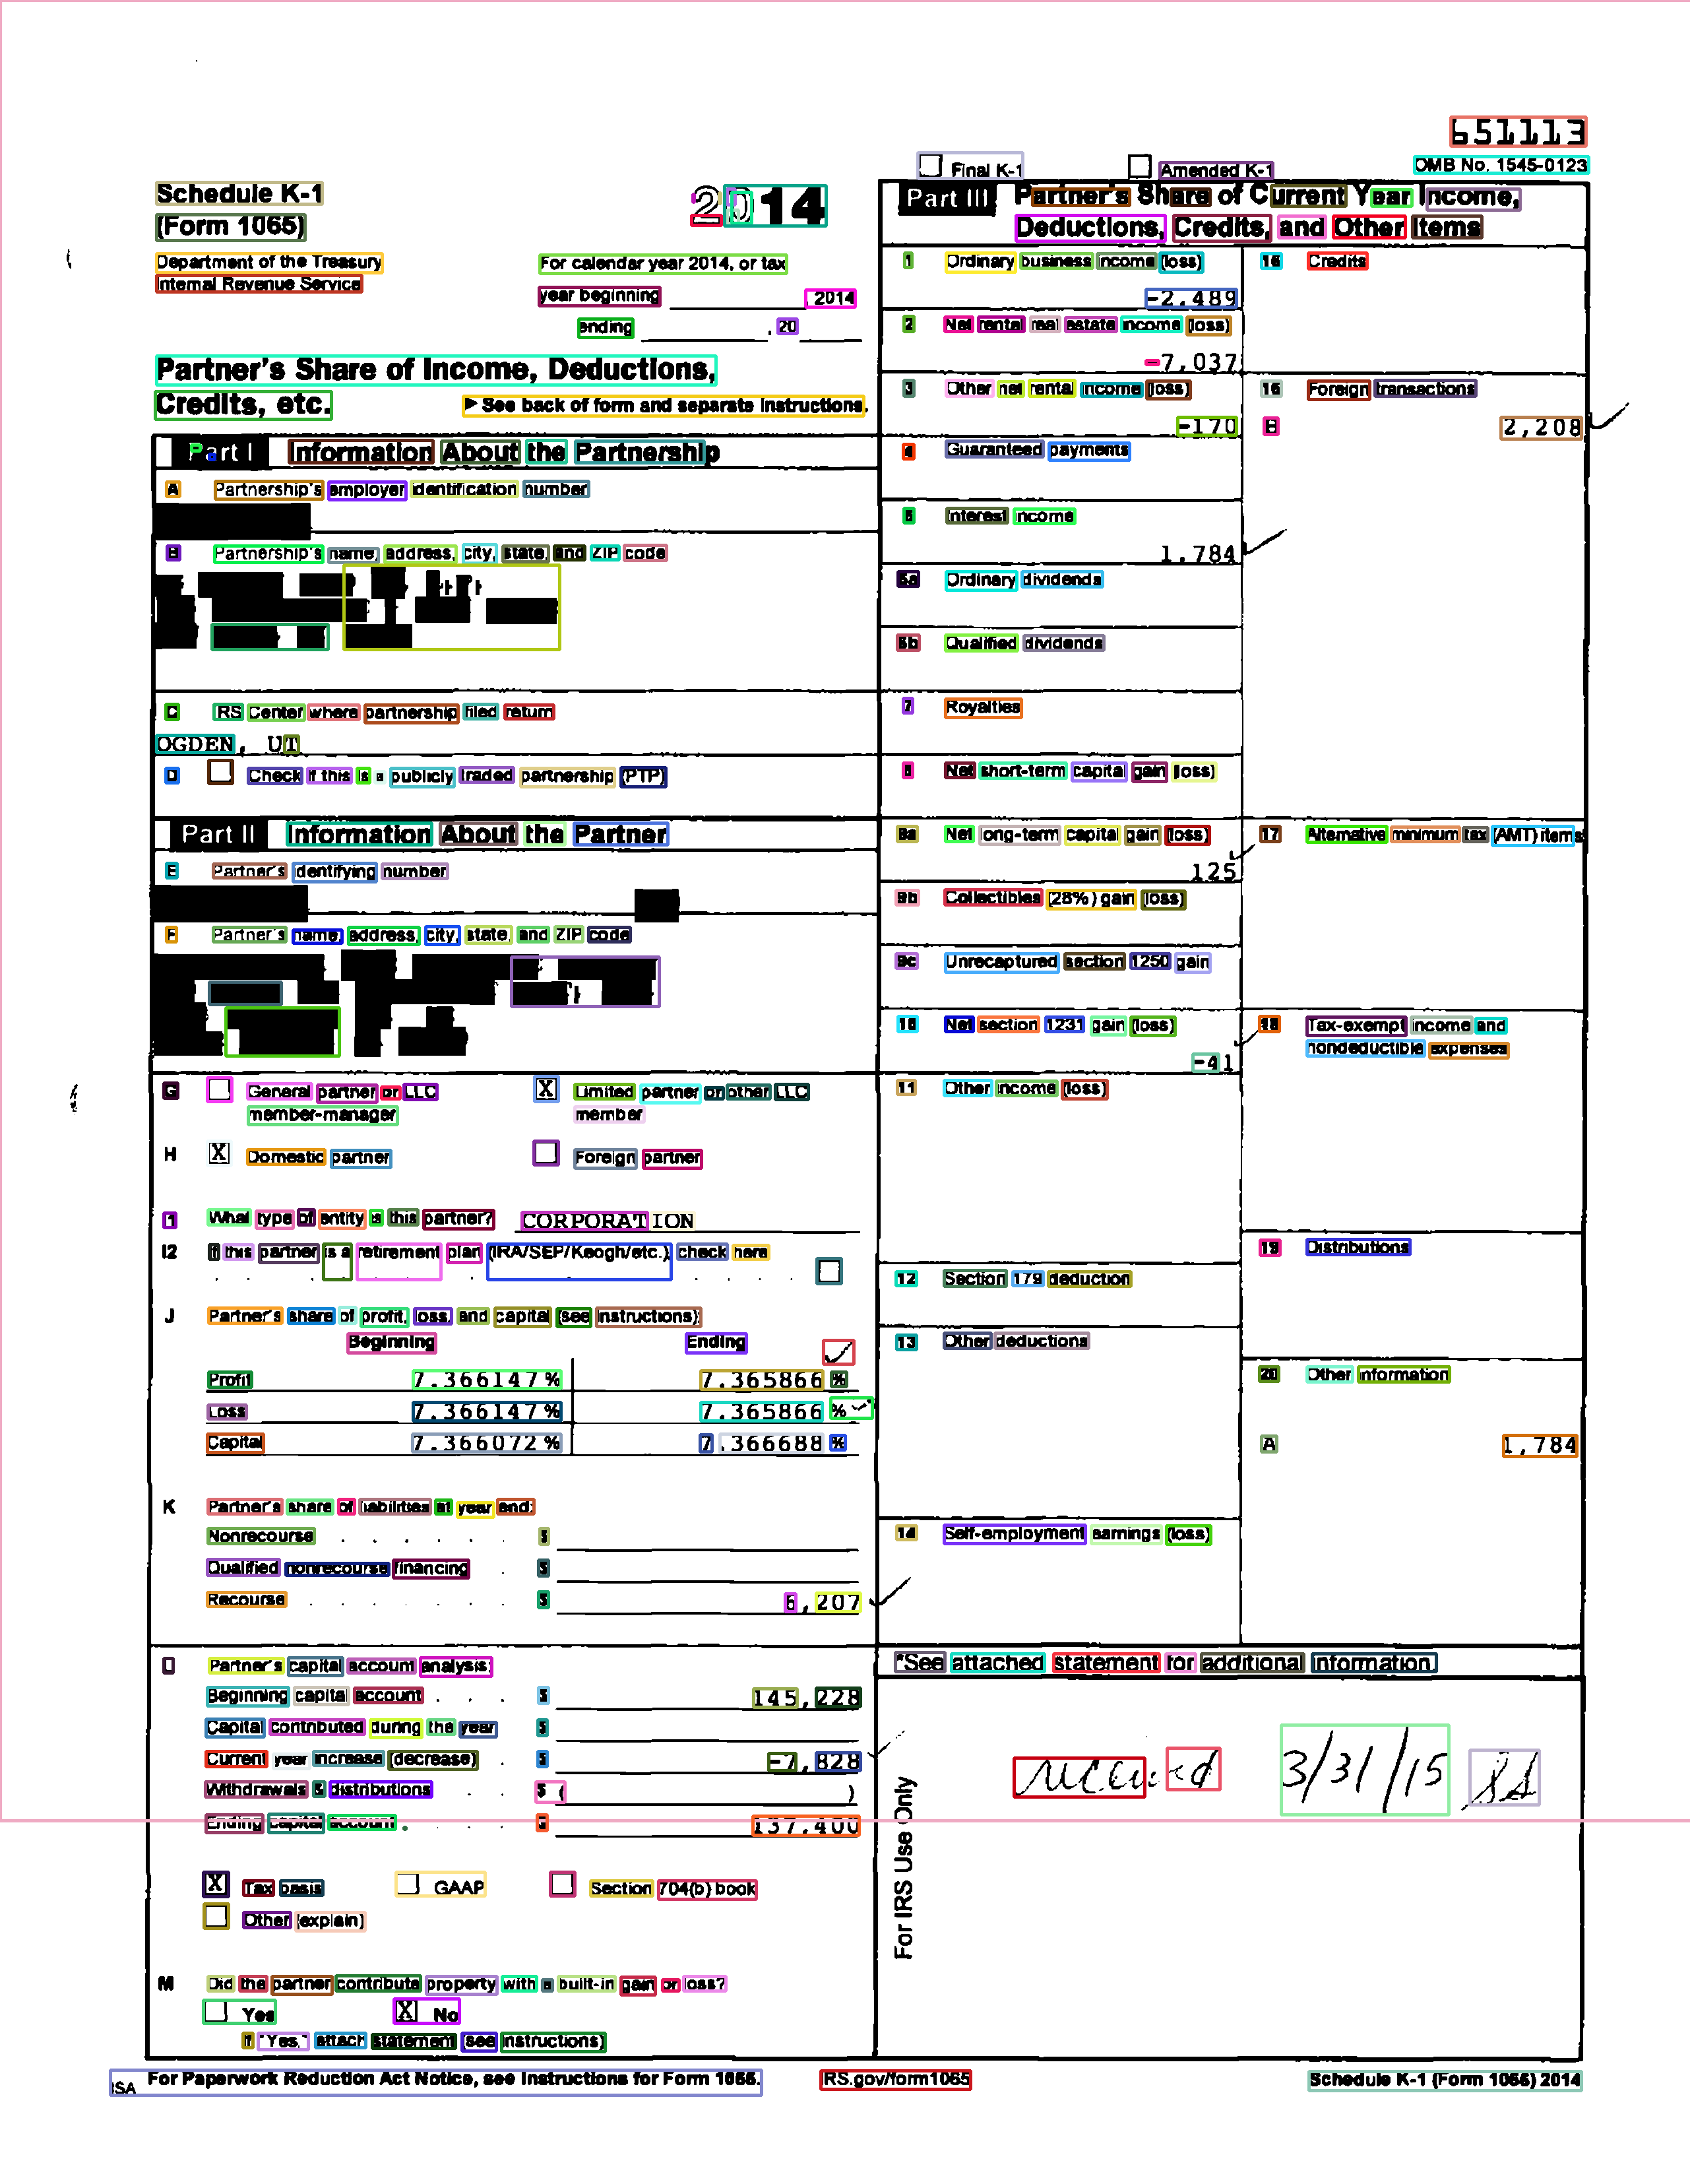 651113
Final K-1 Amended K-1 OMB No. 1545-0123
Schedule K-1
(Form 1065)
2014
Department of the Treasury
Internal Revenue Service
For calendar year 2014, or tax
year beginning 2014
ending , 20
Partner's Share of Income, Deductions,
Credits, etc.
► See back of form and separate instructions.
Part I Information About the Partnership
A Partnership's employer identification number
B Partnership's name, address, city, state, and ZIP code
C IRS Center where partnership filed return
OGDEN, UT
D Check if this is a publicly traded partnership (PTP)
Part II Information About the Partner
E Partner's identifying number
F Partner's name, address, city, state, and ZIP code
G General partner or LLC member-manager
X Limited partner or other LLC member
H X Domestic partner Foreign partner
I1 What type of entity is this partner? CORPORATION
I2 If this partner is a retirement plan (IRA/SEP/Keogh/etc.), check here
J Partner's share of profit, loss, and capital (see instructions):
Beginning Ending
Profit 7.366147 % 7.365866 %
Loss 7.366147 % 7.365866 %
Capital 7.366072 % 7.366688 %
K Partner's share of liabilities at year end:
Nonrecourse . . . . . . $
Qualified nonrecourse financing . $
Recourse . . . . . . . $ 6,207
L Partner's capital account analysis:
Beginning capital account . . . . $ 145,228
Capital contributed during the year $
Current year increase (decrease) . $ -7,828
Withdrawals & distributions . . . $ ( )
Ending capital account . . . . . $ 137,400
X Tax basis GAAP Section 704(b) book
Other (explain)
M Did the partner contribute property with a built-in gain or loss?
Yes X No
If "Yes," attach statement (see instructions)
Part III Partner's Share of Current Year Income,
Deductions, Credits, and Other Items
1 Ordinary business income (loss)
-2,489
2 Net rental real estate income (loss)
-7,037
3 Other net rental income (loss)
-170
4 Guaranteed payments
5 Interest income
1,784
6a Ordinary dividends
6b Qualified dividends
7 Royalties
8 Net short-term capital gain (loss)
9a Net long-term capital gain (loss)
125
9b Collectibles (28%) gain (loss)
9c Unrecaptured section 1250 gain
10 Net section 1231 gain (loss)
-41
11 Other income (loss)
12 Section 179 deduction
13 Other deductions
14 Self-employment earnings (loss)
15 Credits
16 Foreign transactions
B 2,208
17 Alternative minimum tax (AMT) items
18 Tax-exempt income and
nondeductible expenses
19 Distributions
20 Other information
A 1,784
*See attached statement for additional information.
For IRS Use Only
received 3/31/15
ISA For Paperwork Reduction Act Notice, see Instructions for Form 1065. IRS.gov/form1065 Schedule K-1 (Form 1065) 2014